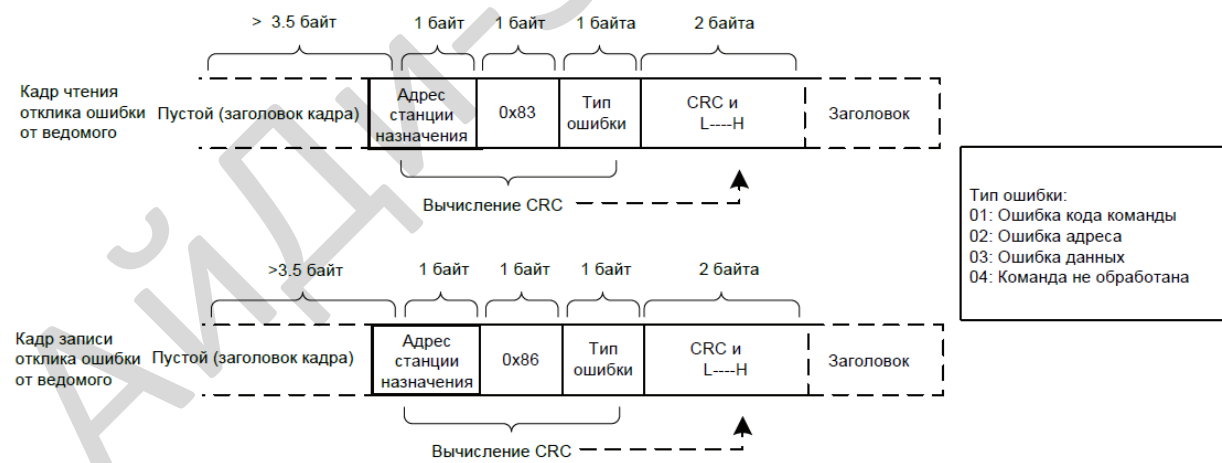 > 3.5 байт
1 байт
1 байт
1 байта
2 байт
Кадр чтения
отклика ошибки
от ведомого
Пустой (заголовок кадра)
Адрес
станции
назначения
0x83
Тип
ошибки
CRC и
L----H
Заголовок
Вычисление CRC
Тип ошибки:
01: Ошибка кода команды
02: Ошибка адреса
03: Ошибка данных
04: Команда не обработана
>3.5 байт
1 байт
1 байт
1 байт
2 байта
Кадр записи
отклика ошибки
от ведомого
Пустой (заголовок кадра)
Адрес
станции
назначения
0x86
Тип
ошибки
CRC и
L----H
Заголовок
Вычисление CRC